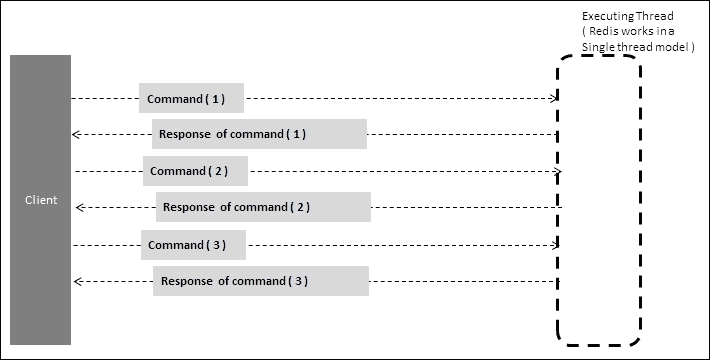 Executing Thread
( Redis works in a
Single thread model )
Command ( 1 )
Response of command ( 1 )
Command ( 2 )
Client
Response of command ( 2 )
Command ( 3 )
Response of command ( 3 )